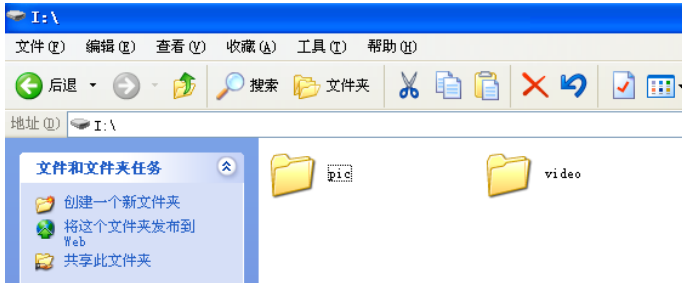 I:\
文件(F) 编辑(E) 查看(V) 收藏(A) 工具(T) 帮助(H)
后退 搜索 文件夹
地址(D) I:\
文件和文件夹任务
创建一个新文件夹
将这个文件夹发布到
Web
共享此文件夹
pic video